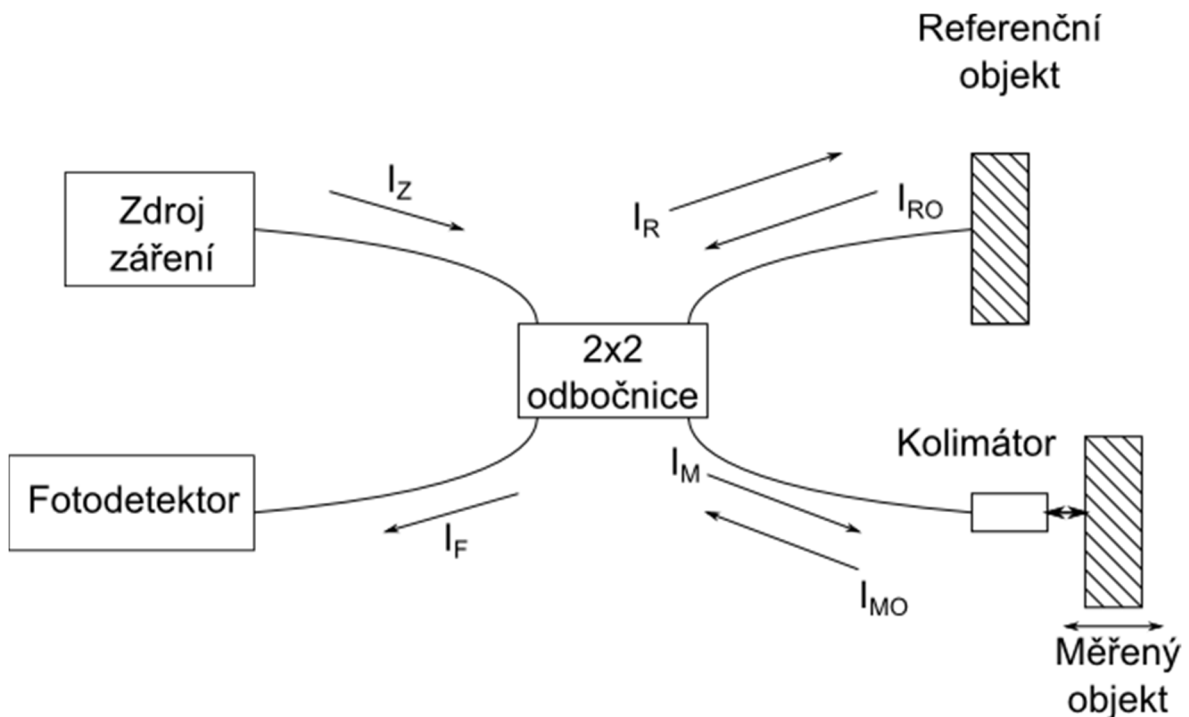 Referenční
objekt
Zdroj
záření
I_Z
I_R
I_RO
2x2
odbočnice
Kolimátor
Fotodetektor
I_F
I_M
I_MO
Měřený
objekt